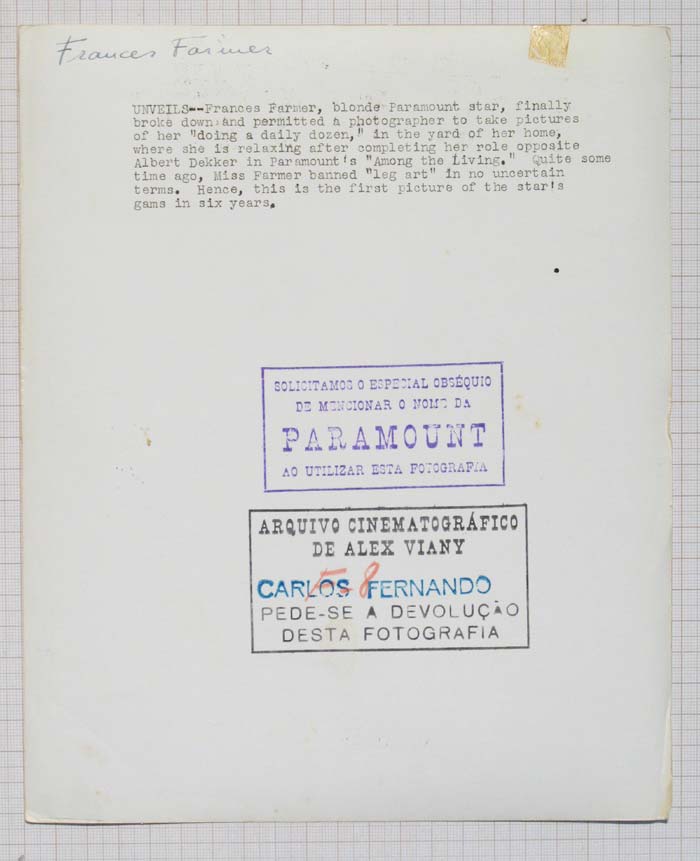 Frances Farmer
UNVEILS--Frances Farmer, blonde Paramount star, finally
broke down and permitted a photographer to take pictures
of her "doing a daily dozen," in the yard of her home,
where she is relaxing after completing her role opposite
Albert Dekker in Paramount's "Among the Living." Quite some
time ago, Miss Farmer banned "leg art" in no uncertain
terms. Hence, this is the first picture of the star's
gams in six years.
SOLICITAMOS O ESPECIAL OBSÉQUIO
DE MENCIONAR O NOME DA
PARAMOUNT
AO UTILIZAR ESTA FOTOGRAFIA
ARQUIVO CINEMATOGRÁFICO
DE ALEX VIANY
F-8
CARLOS FERNANDO
PEDE-SE A DEVOLUÇÃO
DESTA FOTOGRAFIA